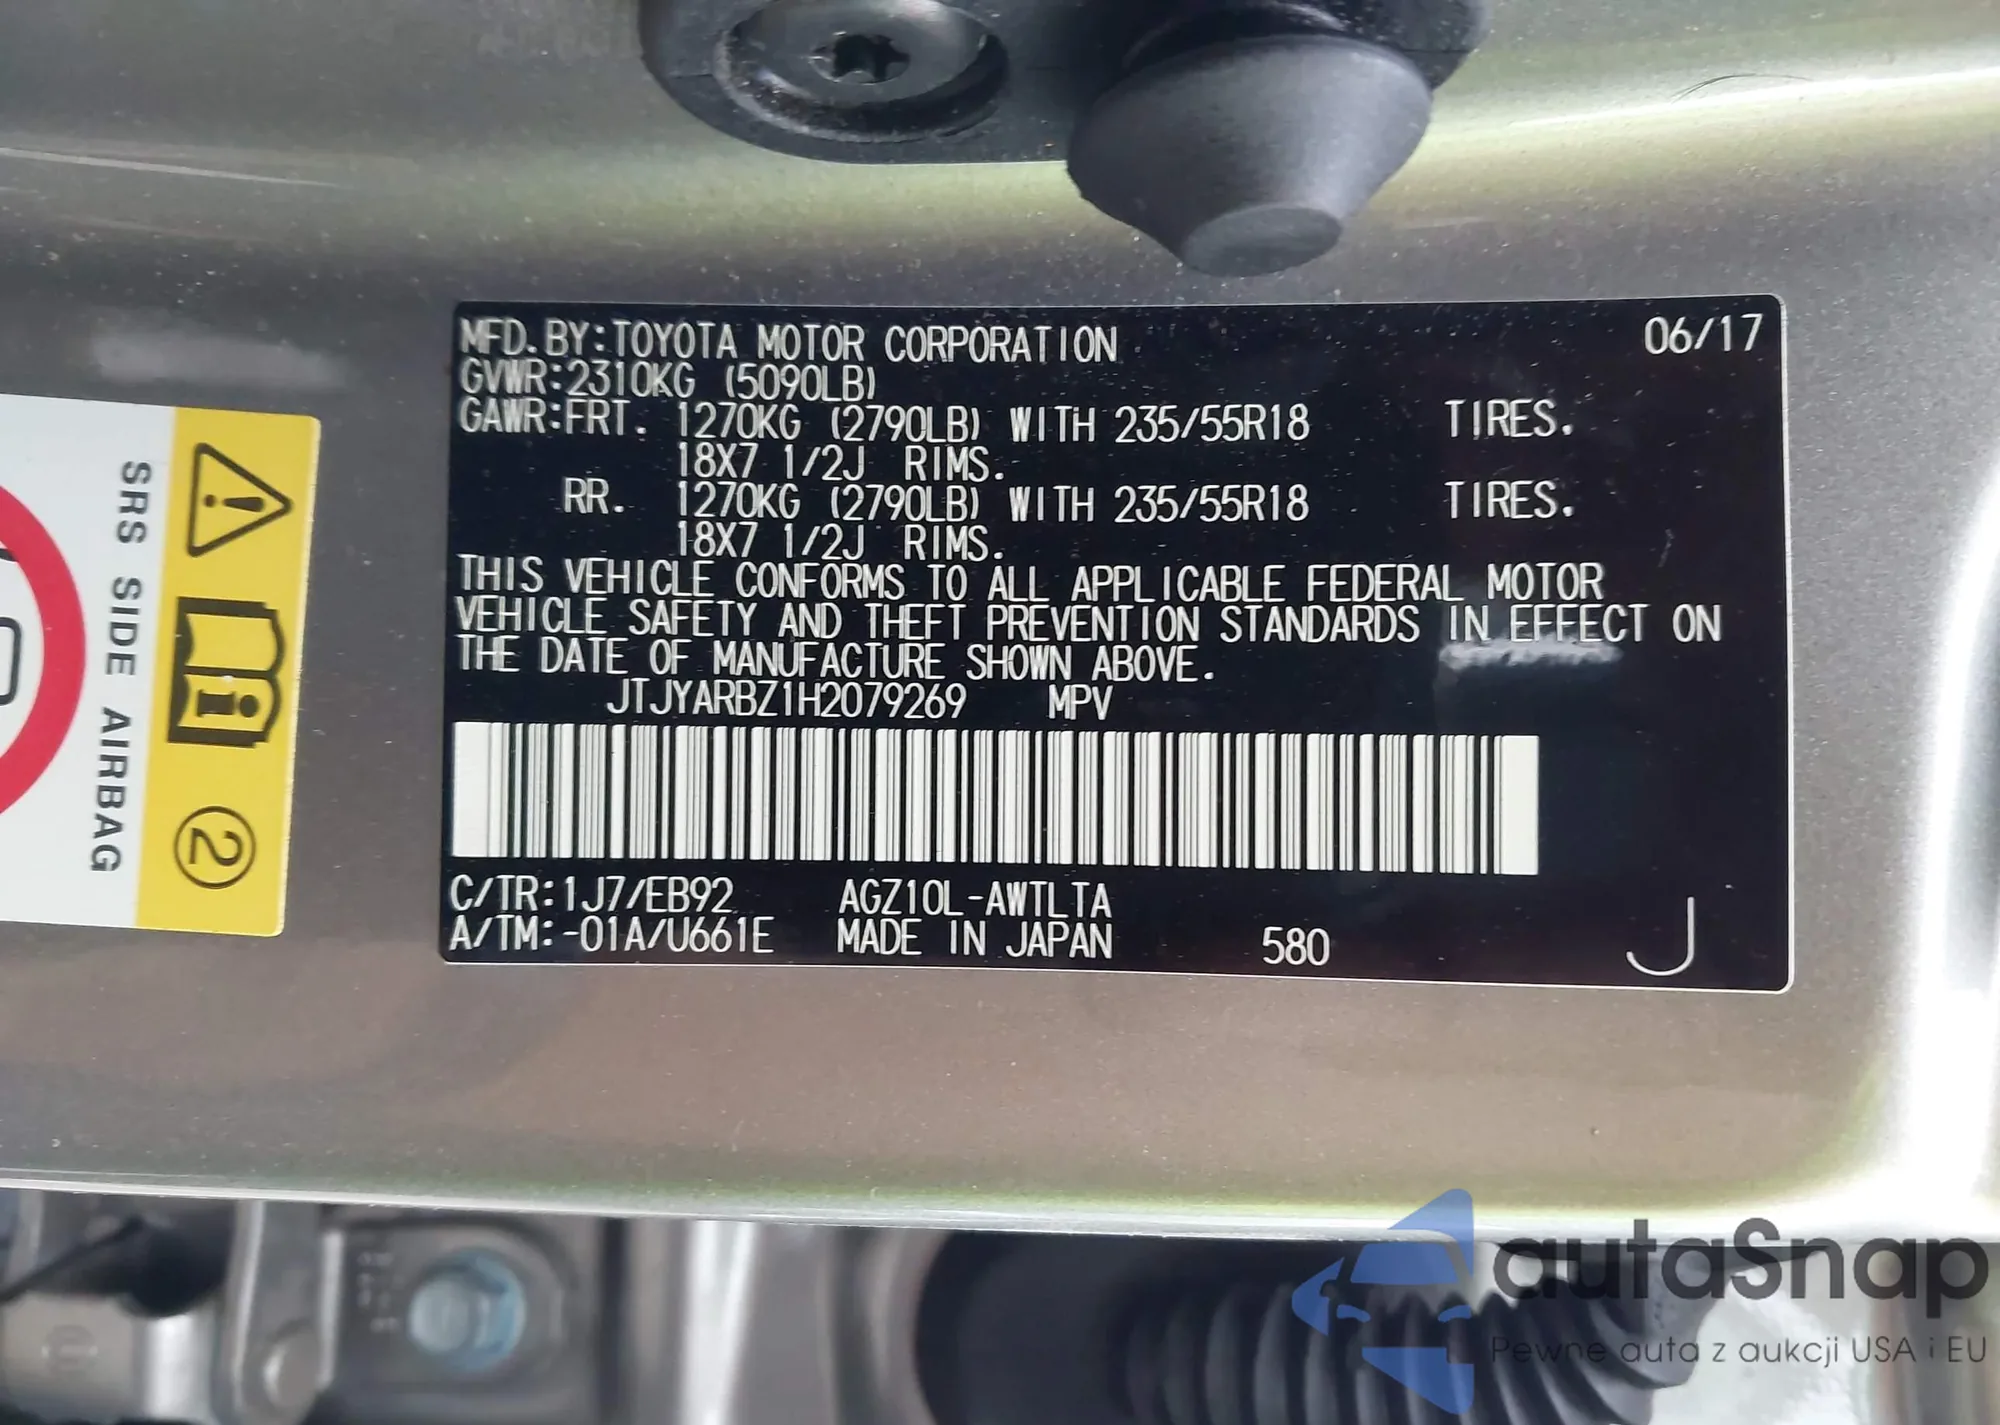 MFD. BY:TOYOTA MOTOR CORPORATION 06/17
GVWR:2310KG (5090LB)
GAWR:FRT. 1270KG (2790LB) WITH 235/55R18 TIRES.
18X7 1/2J RIMS.
RR. 1270KG (2790LB) WITH 235/55R18 TIRES.
18X7 1/2J RIMS.
THIS VEHICLE CONFORMS TO ALL APPLICABLE FEDERAL MOTOR
VEHICLE SAFETY AND THEFT PREVENTION STANDARDS IN EFFECT ON
THE DATE OF MANUFACTURE SHOWN ABOVE.
JTJYARBZ1H2079269 MPV
C/TR:1J7/EB92 AGZ10L-AWTLTA
A/TM:-01A/U661E MADE IN JAPAN 580 J
SRS SIDE AIRBAG
2
autaSnap
Pewne auta z aukcji USA i EU